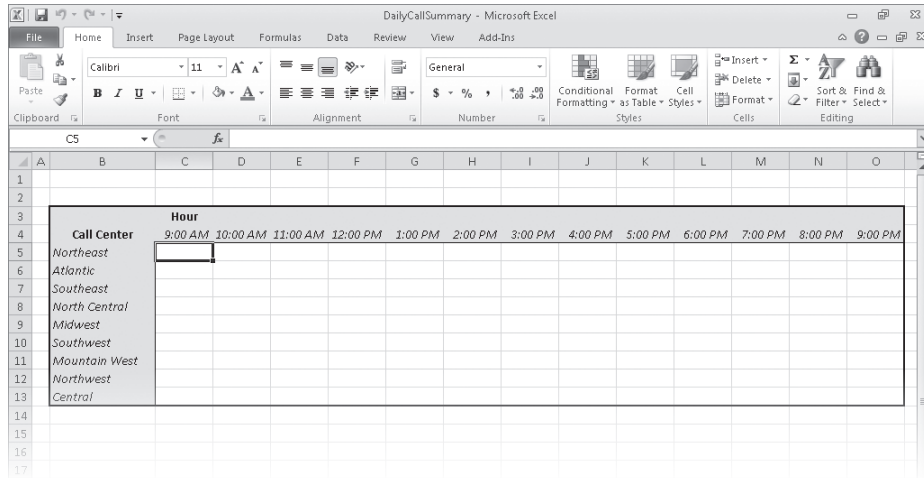 DailyCallSummary - Microsoft Excel
File Home Insert Page Layout Formulas Data Review View Add-Ins
Calibri 11 A A General Insert
Paste B I U A $ % , .0 .00 .00 .0 Conditional Formatting Format as Table Cell Styles Delete Format Σ Sort & Filter Find & Select
Clipboard Font Alignment Number Styles Cells Editing
C5 fx
A B C D E F G H I J K L M N O
1
2
3 Hour
4 Call Center 9:00 AM 10:00 AM 11:00 AM 12:00 PM 1:00 PM 2:00 PM 3:00 PM 4:00 PM 5:00 PM 6:00 PM 7:00 PM 8:00 PM 9:00 PM
5 Northeast
6 Atlantic
7 Southeast
8 North Central
9 Midwest
10 Southwest
11 Mountain West
12 Northwest
13 Central
14
15
16
17